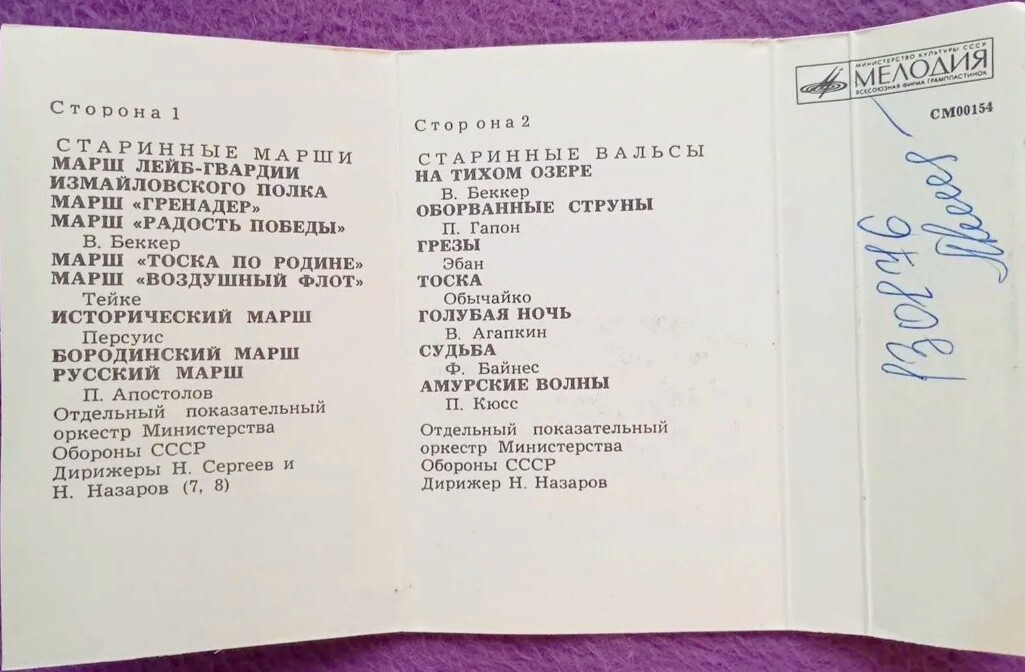 Сторона 1
СТАРИННЫЕ МАРШИ
МАРШ ЛЕЙБ-ГВАРДИИ
ИЗМАЙЛОВСКОГО ПОЛКА
МАРШ «ГРЕНАДЕР»
МАРШ «РАДОСТЬ ПОБЕДЫ»
В. Беккер
МАРШ «ТОСКА ПО РОДИНЕ»
МАРШ «ВОЗДУШНЫЙ ФЛОТ»
Тейке
ИСТОРИЧЕСКИЙ МАРШ
Персуис
БОРОДИНСКИЙ МАРШ
РУССКИЙ МАРШ
П. Апостолов
Отдельный показательный
оркестр Министерства
Обороны СССР
Дирижеры Н. Сергеев и
Н. Назаров (7, 8)
Сторона 2
СТАРИННЫЕ ВАЛЬСЫ
НА ТИХОМ ОЗЕРЕ
В. Беккер
ОБОРВАННЫЕ СТРУНЫ
П. Гапон
ГРЕЗЫ
Эбан
ТОСКА
Обычайко
ГОЛУБАЯ НОЧЬ
В. Агапкин
СУДЬБА
Ф. Байнес
АМУРСКИЕ ВОЛНЫ
П. Кюсс
Отдельный показательный
оркестр Министерства
Обороны СССР
Дирижер Н. Назаров
МИНИСТЕРСТВО КУЛЬТУРЫ СССР
МЕЛОДИЯ
ВСЕСОЮЗНАЯ ФИРМА ГРАМПЛАСТИНОК
СМ00154